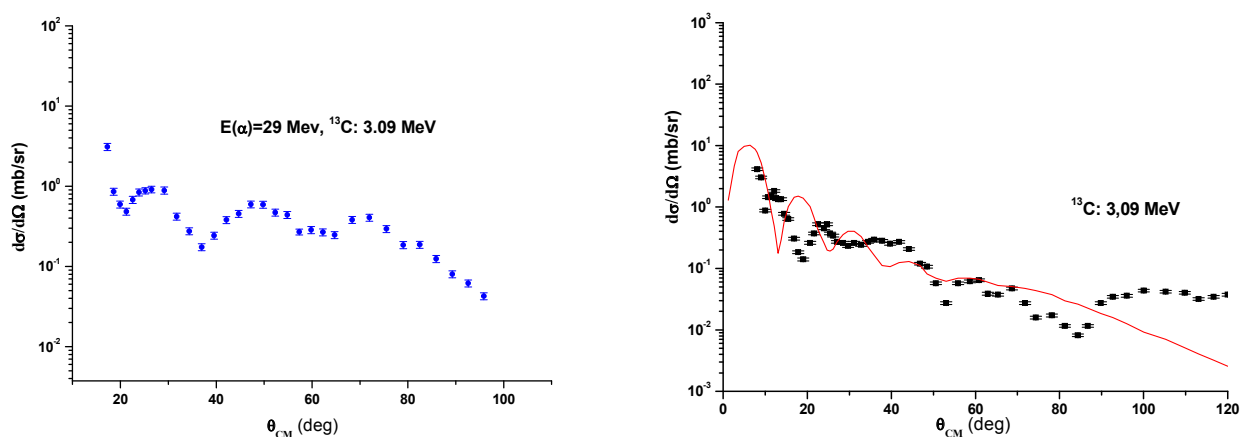 10²
10¹
10⁰
10⁻¹
10⁻²
dσ/dΩ (mb/sr)
E(α)=29 Mev, ¹³C: 3.09 MeV
20 40 60 80 100
θCM (deg)
10³
10²
10¹
10⁰
10⁻¹
10⁻²
10⁻³
dσ/dΩ (mb/sr)
¹³C: 3,09 MeV
0 20 40 60 80 100 120
θCM (deg)